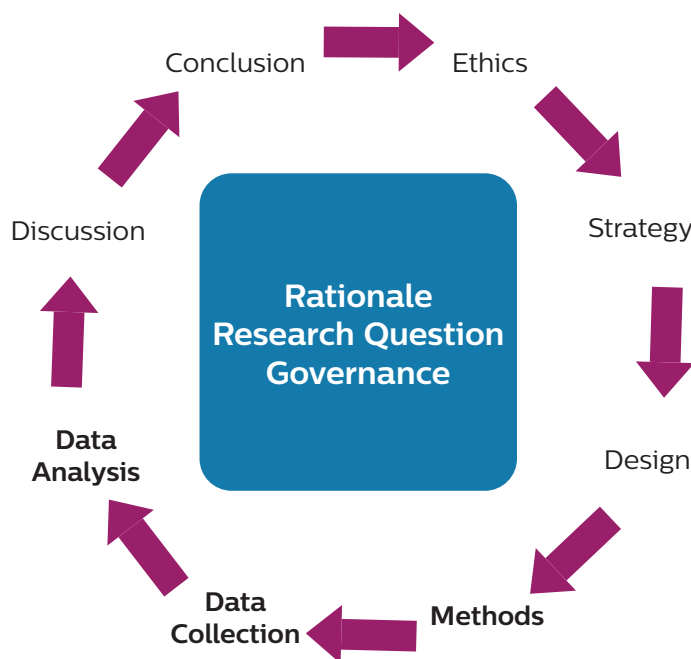 Conclusion
Ethics
Strategy
Design
Methods
Data
Collection
Data
Analysis
Discussion
Rationale
Research Question
Governance